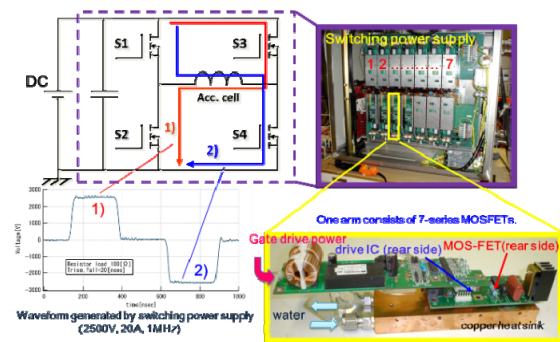 S1
S3
DC
Acc. cell
S2
S4
1)
2)
Switching power supply
1 2 ......... 7
3000
2000
1000
0
-1000
-2000
-3000
Voltage[V]
1)
2)
Resistor load 180[Ω]
Trise,fall<20[nsec]
0 200 400 600 800 1000
time[nsec]
Waveform generated by switching power supply
(2500V, 20A, 1MHz)
One arm consists of 7-series MOSFETs.
Gate drive power
drive IC (rear side)
MOS-FET(rear side)
water
copper heat sink